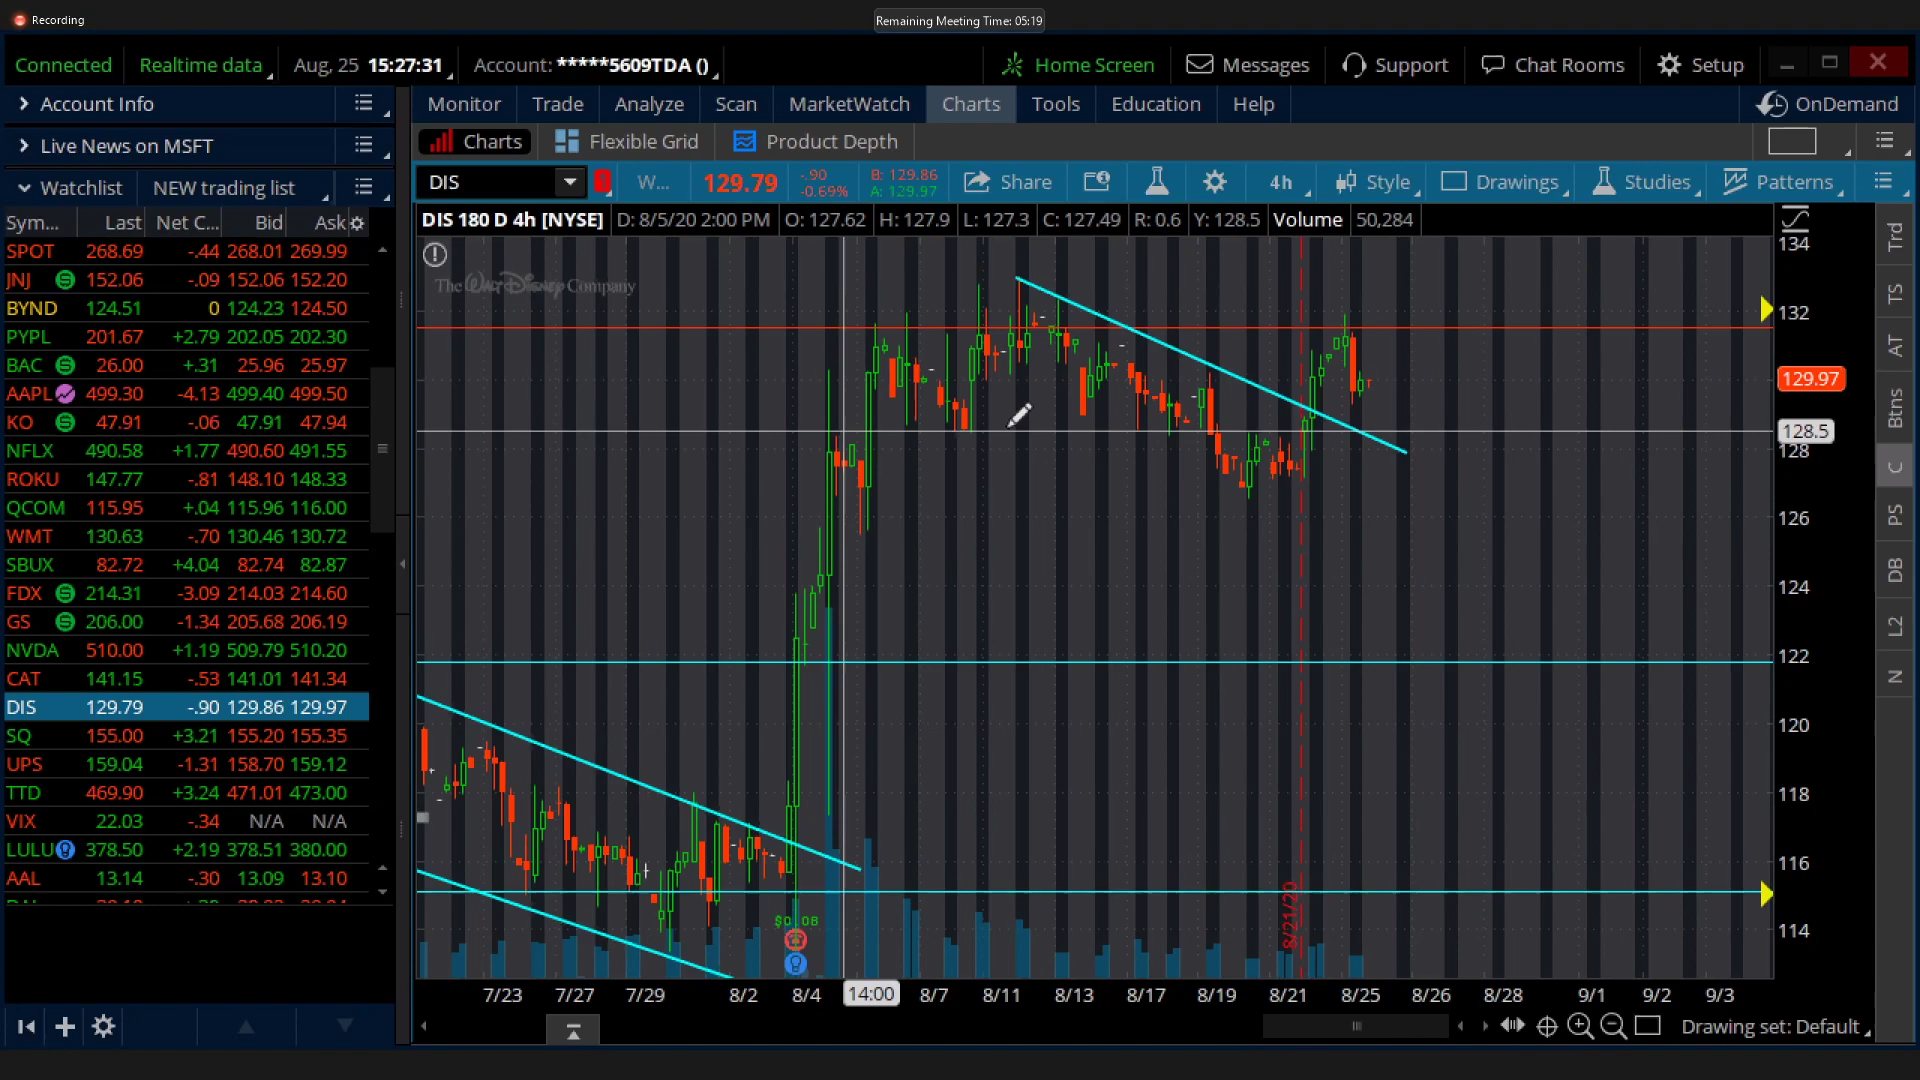 Recording
Remaining Meeting Time: 05:19
Connected Realtime data Aug, 25 15:27:31 Account: *****5609TDA () Home Screen Messages Support Chat Rooms Setup
Account Info
Monitor Trade Analyze Scan MarketWatch Charts Tools Education Help OnDemand
Live News on MSFT
Charts Flexible Grid Product Depth
Watchlist NEW trading list
DIS W... 129.79 -.90 -0.69% B: 129.86 A: 129.97 Share 4h Style Drawings Studies Patterns
Sym... Last Net C... Bid Ask
DIS 180 D 4h [NYSE] D: 8/5/20 2:00 PM O: 127.62 H: 127.9 L: 127.3 C: 127.49 R: 0.6 Y: 128.5 Volume 50,284
SPOT 268.69 -.44 268.01 269.99
JNJ 152.06 -.09 152.06 152.20
BYND 124.51 0 124.23 124.50
PYPL 201.67 +2.79 202.05 202.30
BAC 26.00 +.31 25.96 25.97
AAPL 499.30 -4.13 499.40 499.50
KO 47.91 -.06 47.91 47.94
NFLX 490.58 +1.77 490.60 491.55
ROKU 147.77 -.81 148.10 148.33
QCOM 115.95 +.04 115.96 116.00
WMT 130.63 -.70 130.46 130.72
SBUX 82.72 +4.04 82.74 82.87
FDX 214.31 -3.09 214.03 214.60
GS 206.00 -1.34 205.68 206.19
NVDA 510.00 +1.19 509.79 510.20
CAT 141.15 -.53 141.01 141.34
DIS 129.79 -.90 129.86 129.97
SQ 155.00 +3.21 155.20 155.35
UPS 159.04 -1.31 158.70 159.12
TTD 469.90 +3.24 471.01 473.00
VIX 22.03 -.34 N/A N/A
LULU 378.50 +2.19 378.51 380.00
AAL 13.14 -.30 13.09 13.10
The Walt Disney Company
134
132
129.97
128.5
128
126
124
122
120
118
116
114
8/21/20
7/23 7/27 7/29 8/2 8/4 14:00 8/7 8/11 8/13 8/17 8/19 8/21 8/25 8/26 8/28 9/1 9/2 9/3
Drawing set: Default
Trd
TS
AT
Btns
C
PS
DB
L2
N